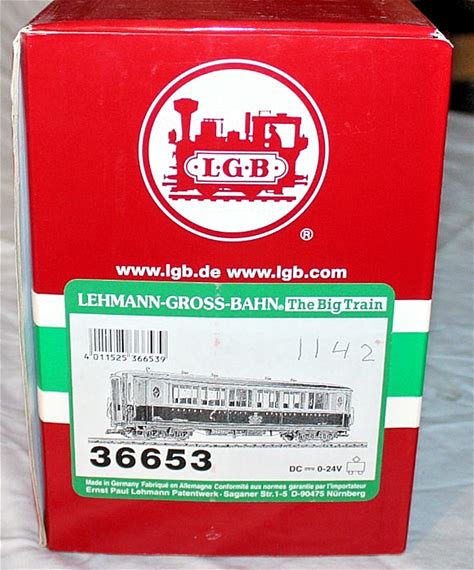 L·G·B
®
www.lgb.de www.lgb.com
LEHMANN-GROSS-BAHN® The Big Train
1142
4 011525 366539
36653
DC 0-24V
Made in Germany Fabriqué en Allemagne Conformité aux normes garantie par l'importateur
Ernst Paul Lehmann Patentwerk · Saganer Str.1-5 D-90475 Nürnberg